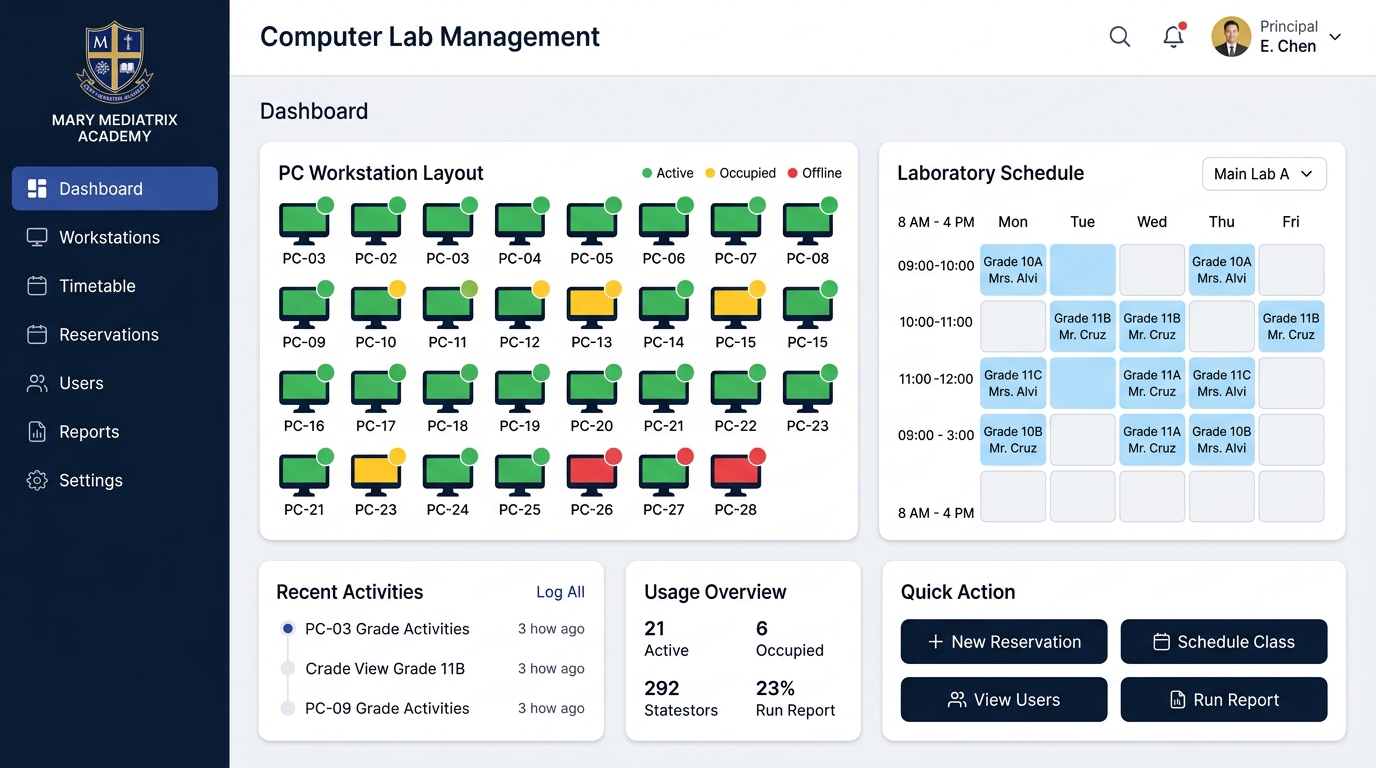 M
MARY MEDIATRIX
ACADEMY
Dashboard
Workstations
Timetable
Reservations
Users
Reports
Settings
Computer Lab Management
Principal
E. Chen
Dashboard
PC Workstation Layout
Active Occupied Offline
PC-03 PC-02 PC-03 PC-04 PC-05 PC-06 PC-07 PC-08
PC-09 PC-10 PC-11 PC-12 PC-13 PC-14 PC-15 PC-15
PC-16 PC-17 PC-18 PC-19 PC-20 PC-21 PC-22 PC-23
PC-21 PC-23 PC-24 PC-25 PC-26 PC-27 PC-28
Laboratory Schedule
Main Lab A
8 AM - 4 PM Mon Tue Wed Thu Fri
09:00-10:00 Grade 10A Grade 10A
Mrs. Alvi Mrs. Alvi
10:00-11:00 Grade 11B Grade 11B Grade 11B
Mr. Cruz Mr. Cruz Mr. Cruz
11:00-12:00 Grade 11C Grade 11A Grade 11C
Mrs. Alvi Mr. Cruz Mrs. Alvi
09:00 - 3:00 Grade 10B Grade 11A Grade 10B
Mr. Cruz Mr. Cruz Mrs. Alvi
8 AM - 4 PM
Recent Activities Log All
PC-03 Grade Activities 3 how ago
Crade View Grade 11B 3 how ago
PC-09 Grade Activities 3 how ago
Usage Overview
21 6
Active Occupied
292 23%
Statestors Run Report
Quick Action
New Reservation Schedule Class
View Users Run Report